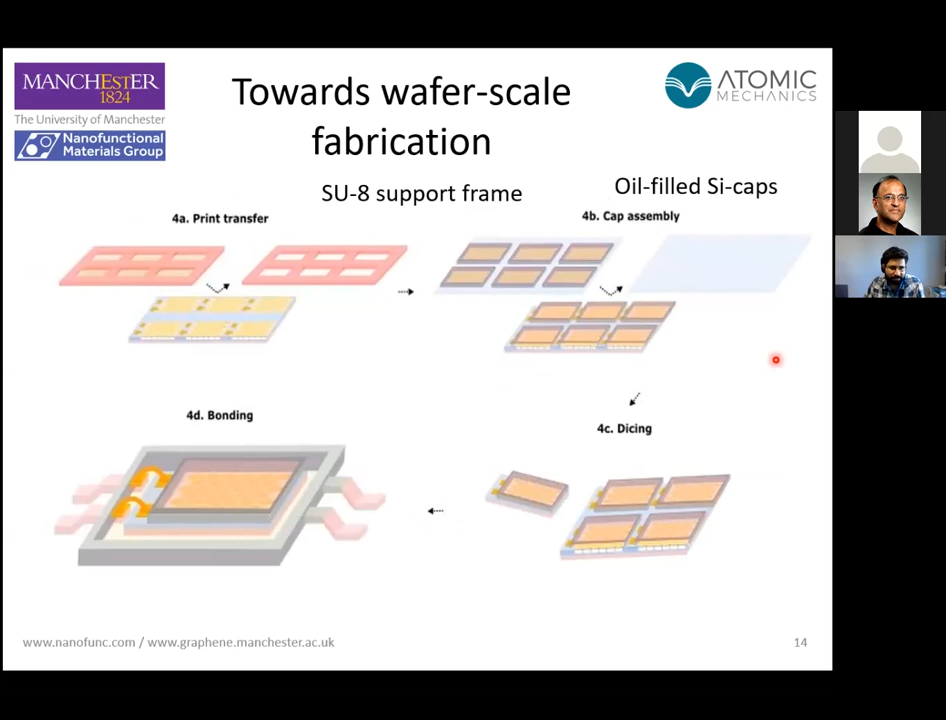 MANCHESTER
1824
The University of Manchester
Nanofunctional
Materials Group
Towards wafer-scale
fabrication
ATOMIC
MECHANICS
SU-8 support frame
Oil-filled Si-caps
4a. Print transfer
4b. Cap assembly
4d. Bonding
4c. Dicing
www.nanofunc.com / www.graphene.manchester.ac.uk
14